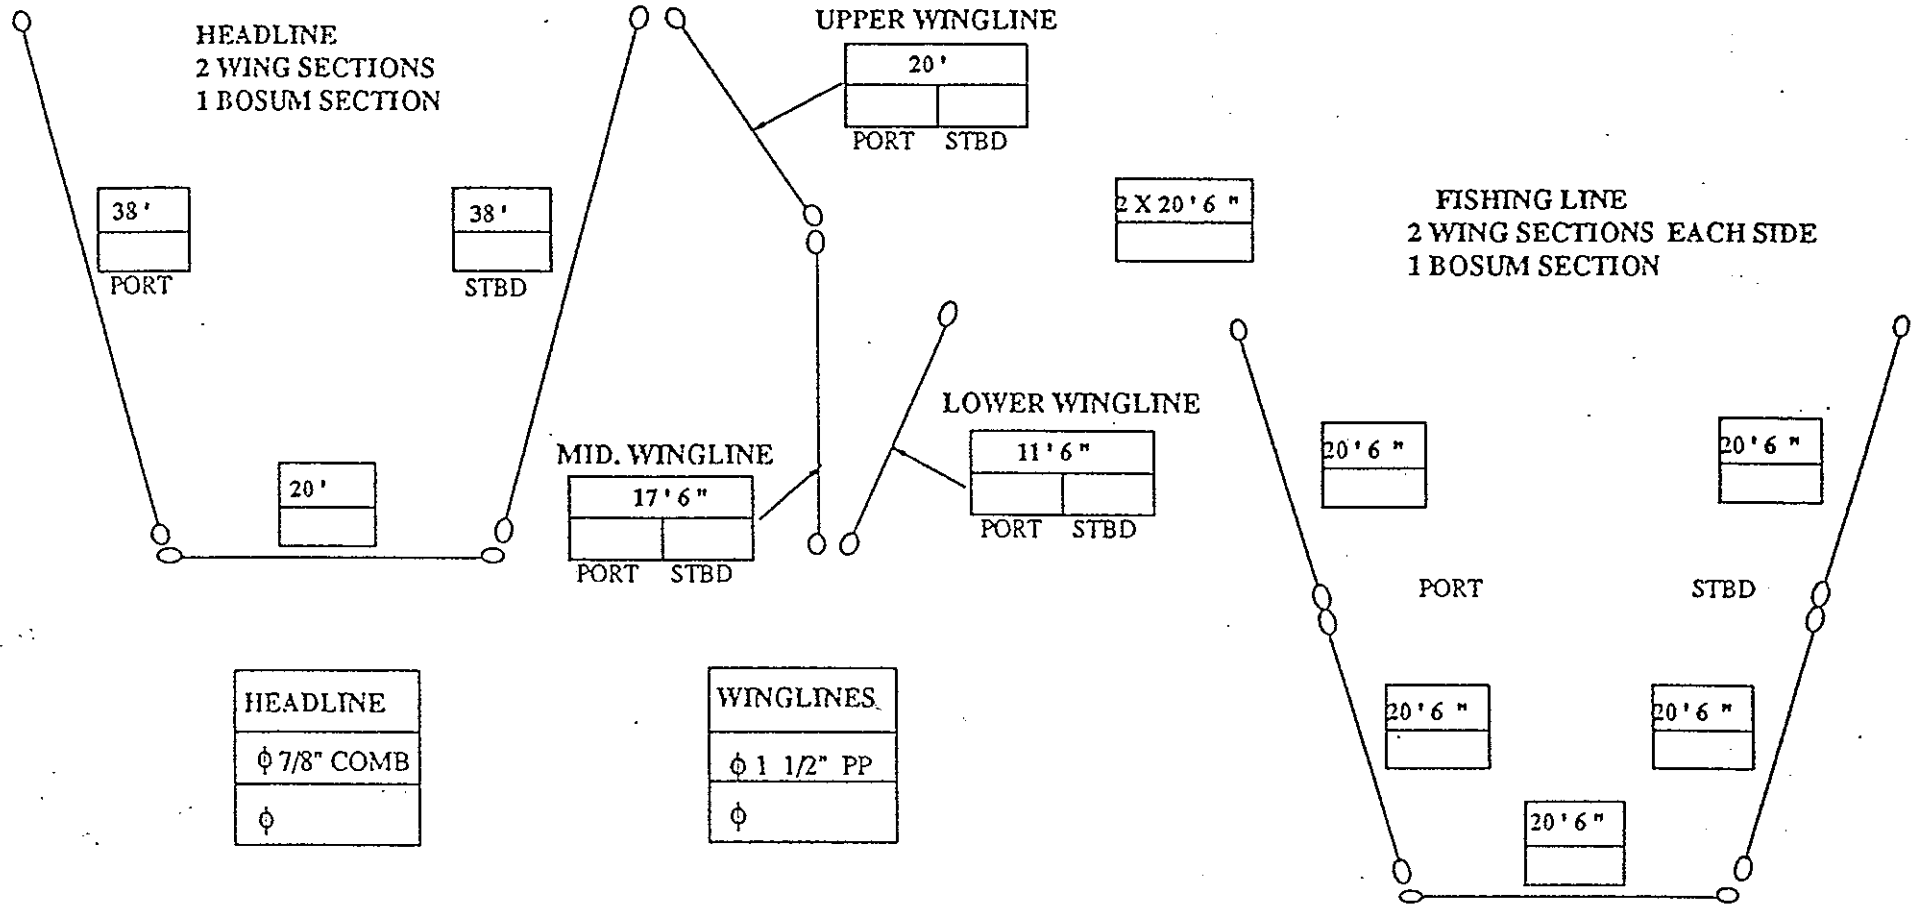 HEADLINE
2 WING SECTIONS
1 BOSUM SECTION
38'
PORT
38'
STBD
20'
UPPER WINGLINE
20'
PORT STBD
MID. WINGLINE
17'6"
PORT STBD
LOWER WINGLINE
11'6"
PORT STBD
2 X 20'6"
FISHING LINE
2 WING SECTIONS EACH SIDE
1 BOSUM SECTION
20'6"
20'6"
PORT
STBD
20'6"
20'6"
20'6"
HEADLINE
ϕ 7/8" COMB
ϕ
WINGLINES
ϕ 1 1/2" PP
ϕ